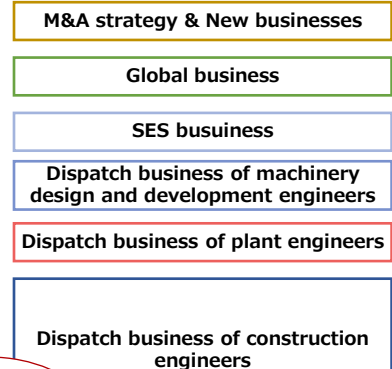 M&A strategy & New businesses
Global business
SES busuiness
Dispatch business of machinery
design and development engineers
Dispatch business of plant engineers
Dispatch business of construction
engineers